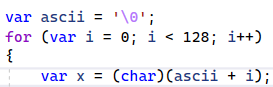 var ascii = '\0';
for (var i = 0; i < 128; i++)
{
    var x = (char)(ascii + i);